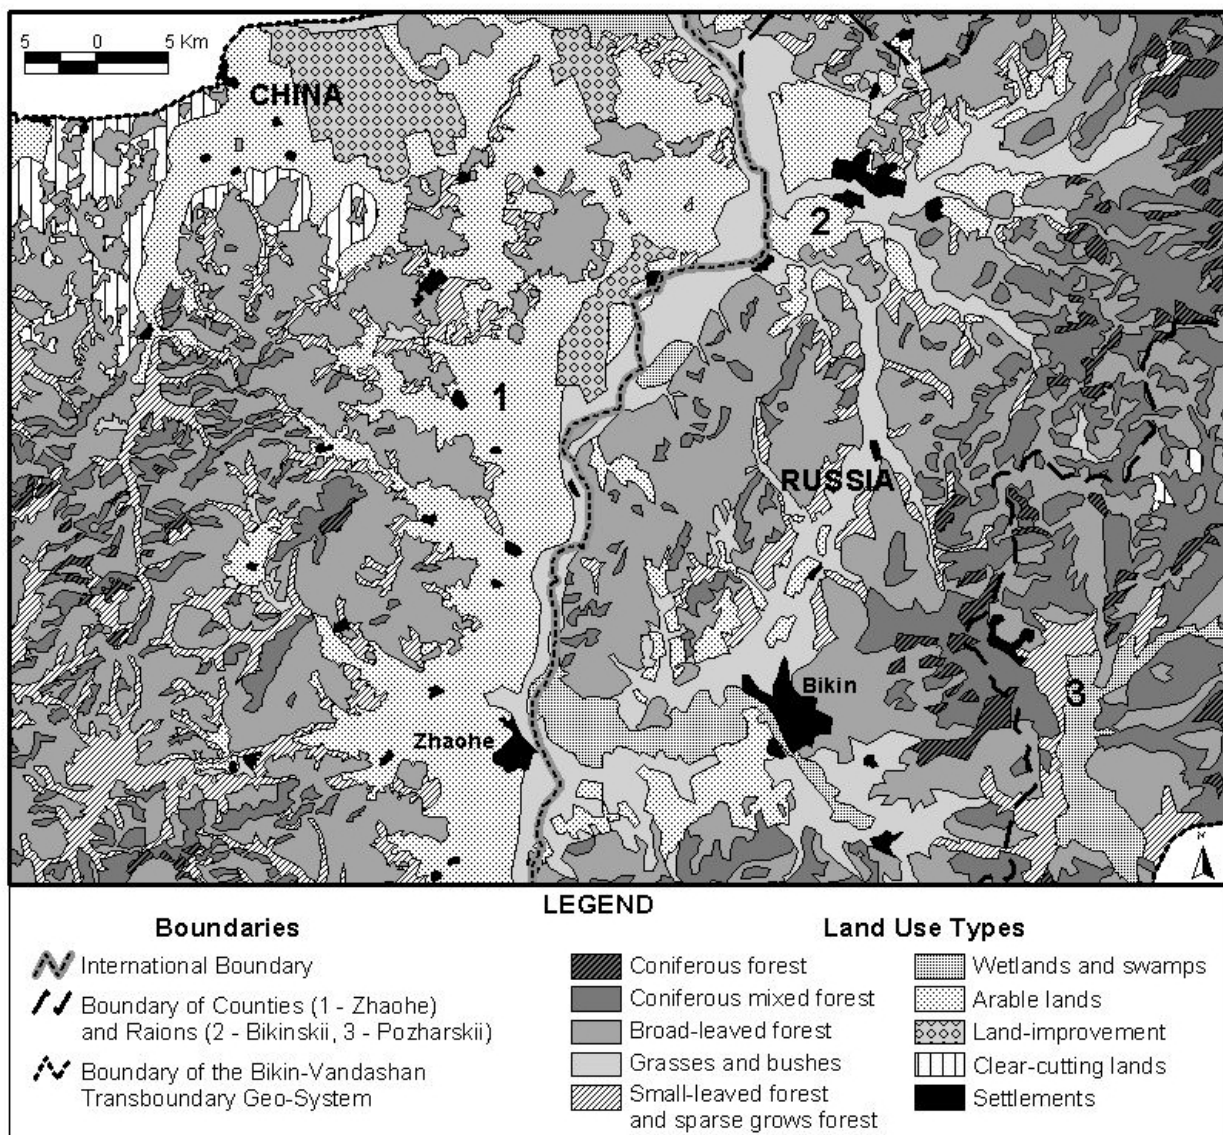 5 0 5 Km
CHINA
2
1
RUSSIA
3
Bikin
Zhaohe
N
LEGEND
Boundaries
International Boundary
Boundary of Counties (1 - Zhaohe)
and Raions (2 - Bikinskii, 3 - Pozharskii)
Boundary of the Bikin-Vandashan
Transboundary Geo-System
Land Use Types
Coniferous forest
Coniferous mixed forest
Broad-leaved forest
Grasses and bushes
Small-leaved forest
and sparse grows forest
Wetlands and swamps
Arable lands
Land-improvement
Clear-cutting lands
Settlements